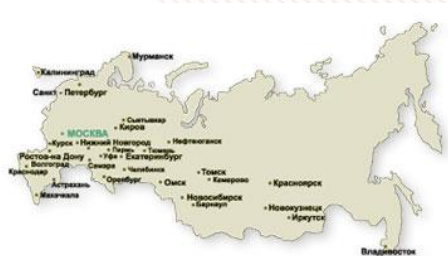 Мурманск
Калининград
Санкт - Петербург
Сыктывкар
Киров
МОСКВА
Курск
Нижний Новгород
Нефтеюганск
Ростов-на Дону
Пермь
Тюмень
Уфа
Екатеринбург
Волгоград
Самара
Челябинск
Томск
Краснодар
Оренбург
Кемерово
Астрахань
Омск
Красноярск
Махачкала
Новосибирск
Барнаул
Новокузнецк
Иркутск
Владивосток